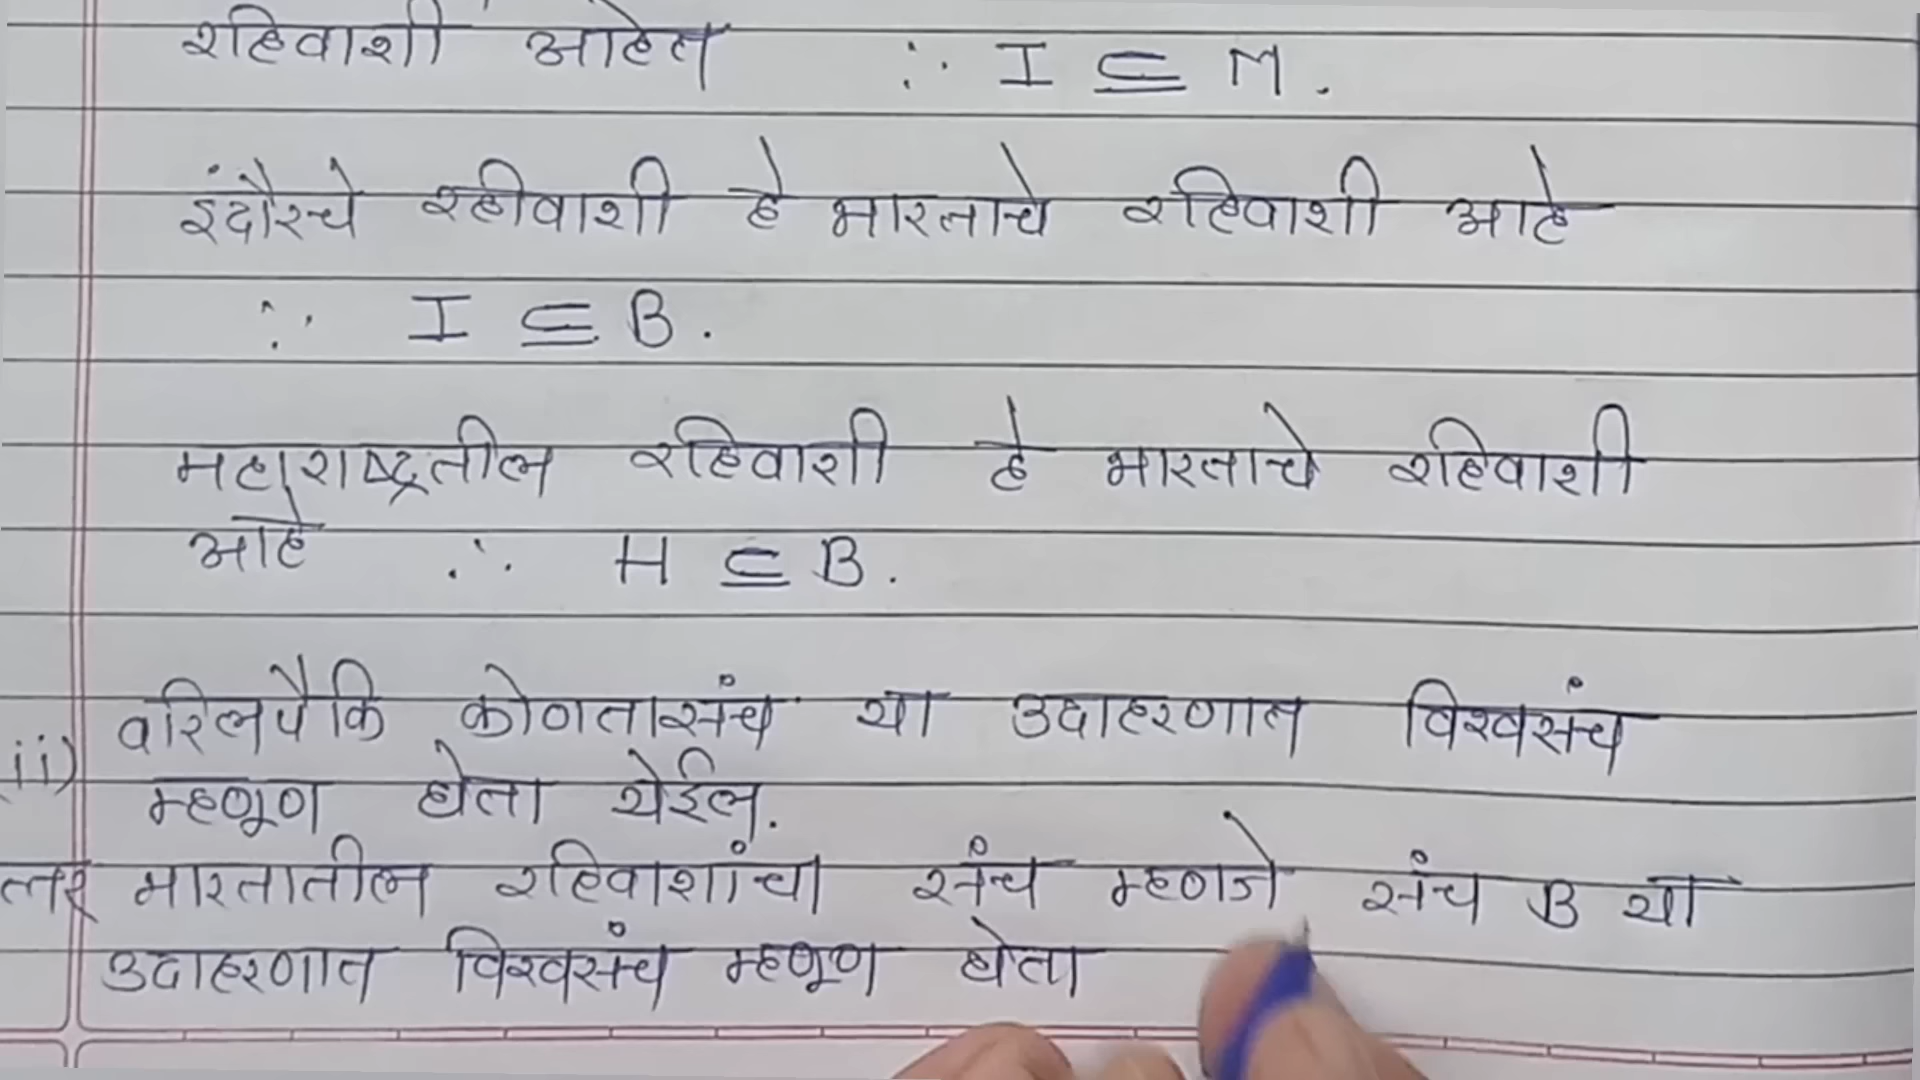 रहिवाशी आहेत ∴ I ⊆ M.
इंदौरचे रहीवाशी हे भारताचे रहिवाशी आहे
∴ I ⊆ B.
महाराष्ट्रतील रहिवाशी हे भारताचे रहिवाशी
आहे ∴ H ⊆ B.
ii) वरिलपैकि कोणतासंच या उदाहरणात विश्वसंच
म्हणूण घेता येईल.
भारतातील रहिवाशांचा संच म्हणजे संच B या
उदाहरणात विश्वसंच म्हणूण घेता